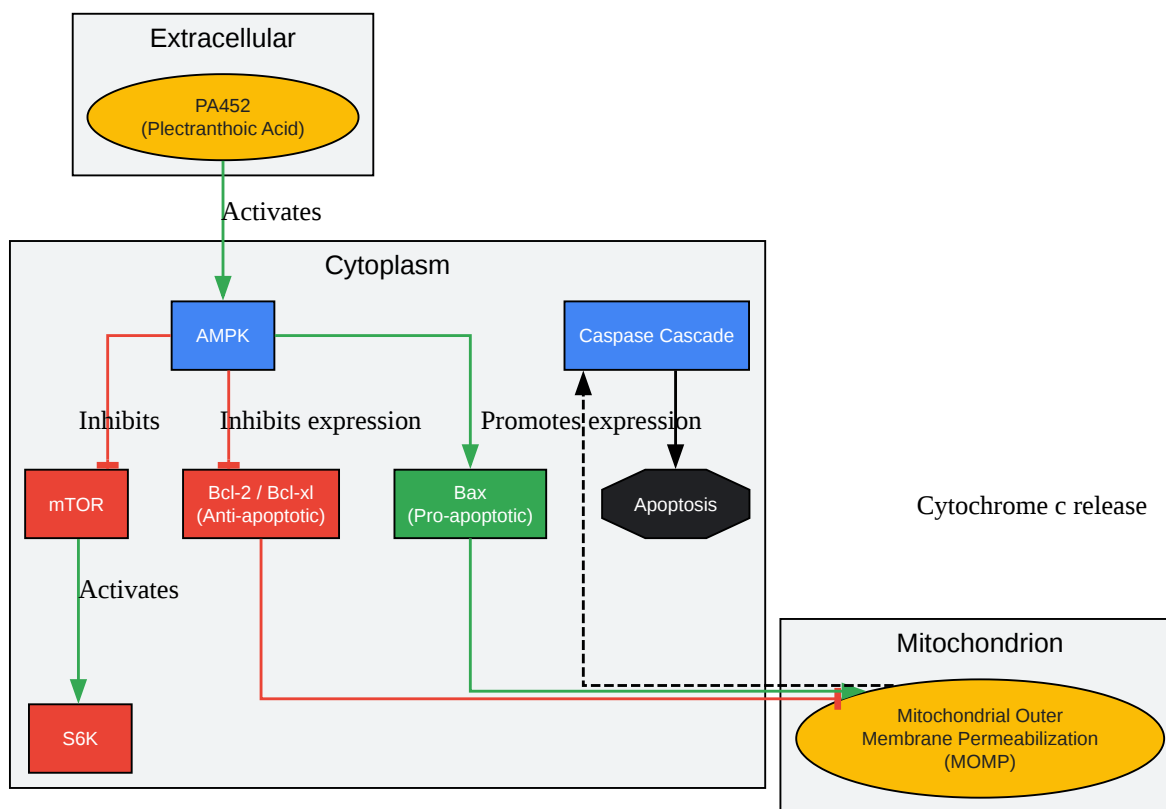 Extracellular
PA452
(Plectranthoic Acid)
Activates
Cytoplasm
AMPK
Caspase Cascade
Inhibits
Inhibits expression
Promotes expression
mTOR
Bcl-2 / Bcl-xl
(Anti-apoptotic)
Bax
(Pro-apoptotic)
Apoptosis
Cytochrome c release
Activates
Mitochondrion
S6K
Mitochondrial Outer
Membrane Permeabilization
(MOMP)